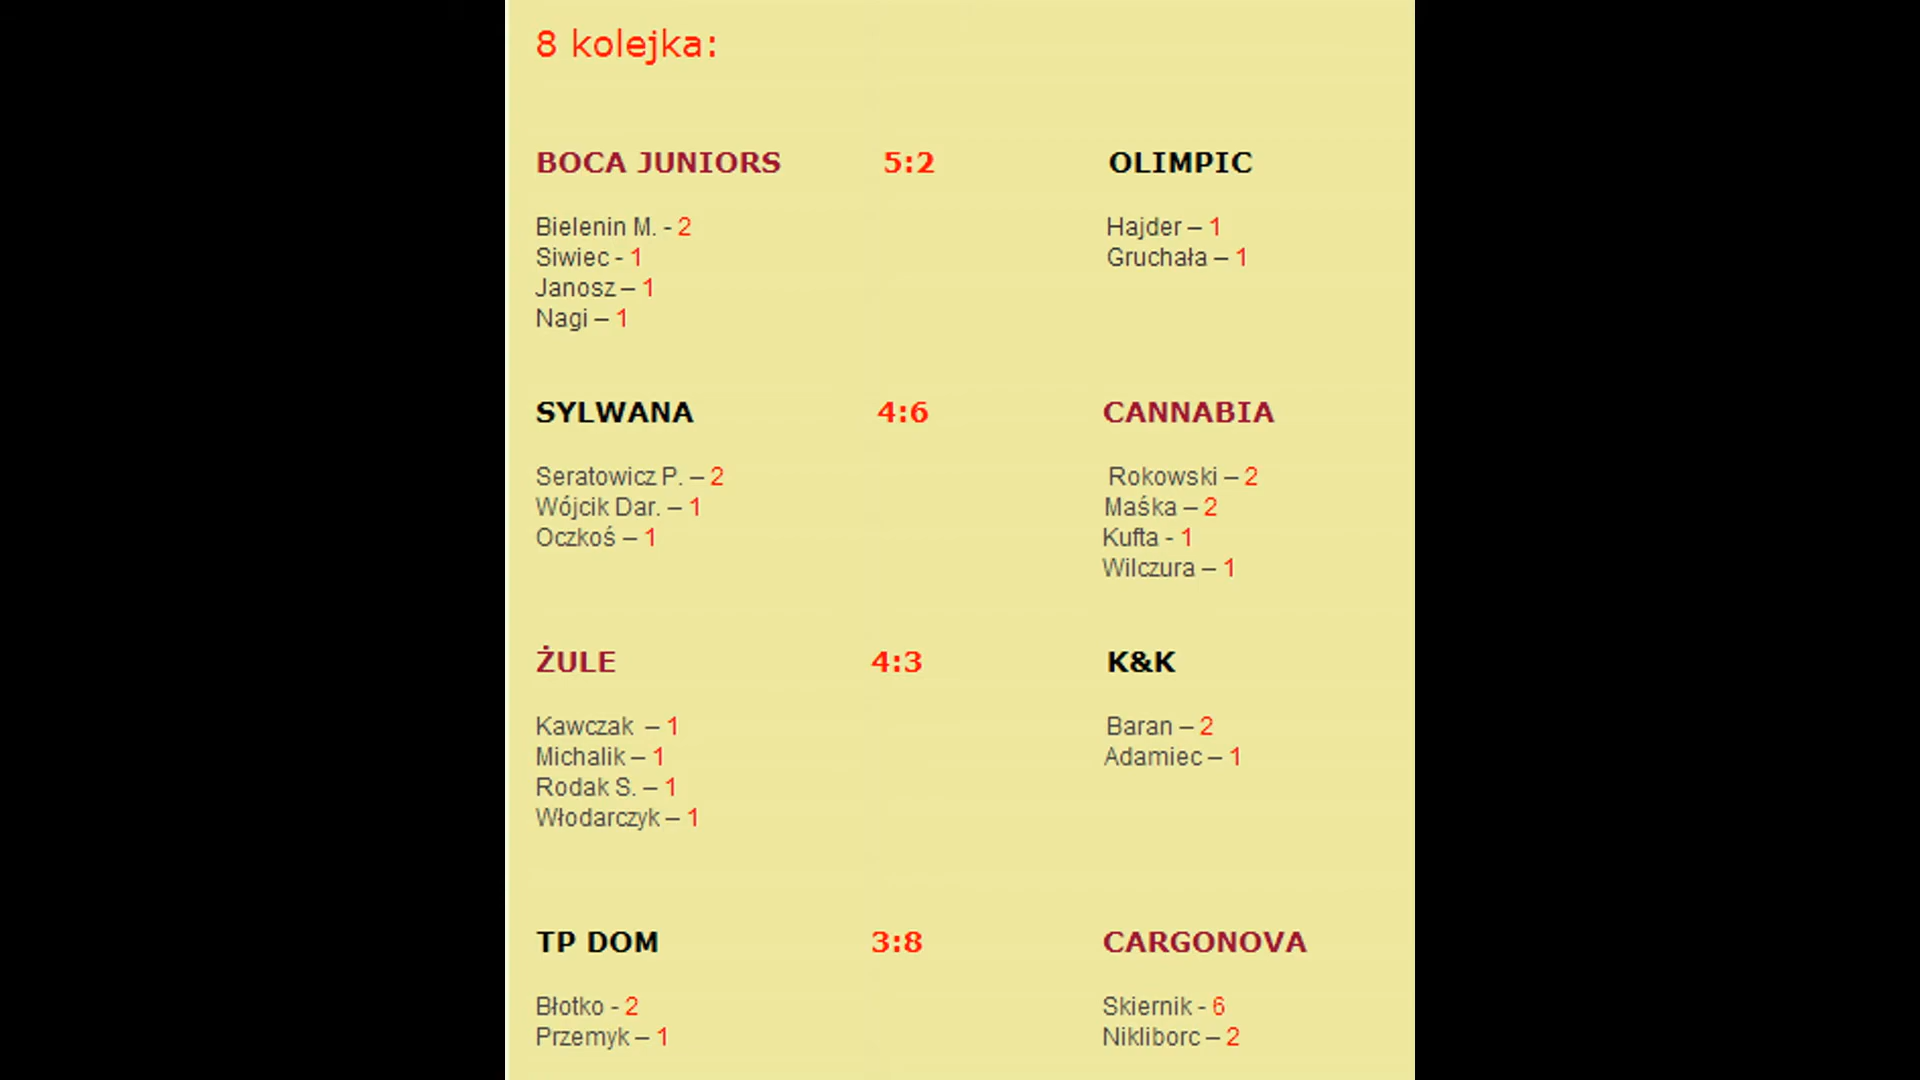 8 kolejka:
BOCA JUNIORS 5:2 OLIMPIC
Bielenin M. - 2 Hajder – 1
Siwiec - 1 Gruchała – 1
Janosz – 1
Nagi – 1
SYLWANA 4:6 CANNABIA
Seratowicz P. – 2 Rokowski – 2
Wójcik Dar. – 1 Maśka – 2
Oczkoś – 1 Kufta - 1
Wilczura – 1
ŻULE 4:3 K&K
Kawczak – 1 Baran – 2
Michalik – 1 Adamiec – 1
Rodak S. – 1
Włodarczyk – 1
TP DOM 3:8 CARGONOVA
Błotko - 2 Skiernik - 6
Przemyk – 1 Nikliborc – 2